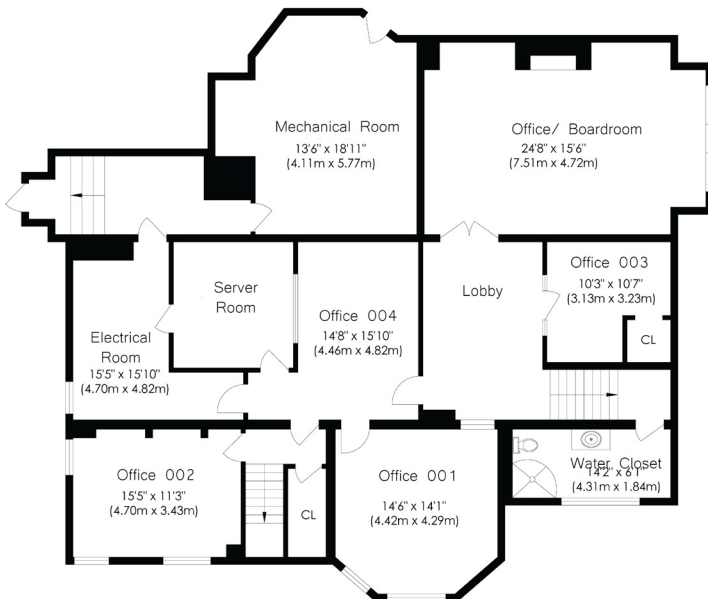 Mechanical Room
13'6" x 18'11"
(4.11m x 5.77m)
Office/ Boardroom
24'8" x 15'6"
(7.51m x 4.72m)
Server
Room
Office 004
14'8" x 15'10"
(4.46m x 4.82m)
Lobby
Office 003
10'3" x 10'7"
(3.13m x 3.23m)
CL
Electrical
Room
15'5" x 15'10"
(4.70m x 4.82m)
Office 002
15'5" x 11'3"
(4.70m x 3.43m)
CL
Office 001
14'6" x 14'1"
(4.42m x 4.29m)
Water Closet
14'2" x 6'1"
(4.31m x 1.84m)